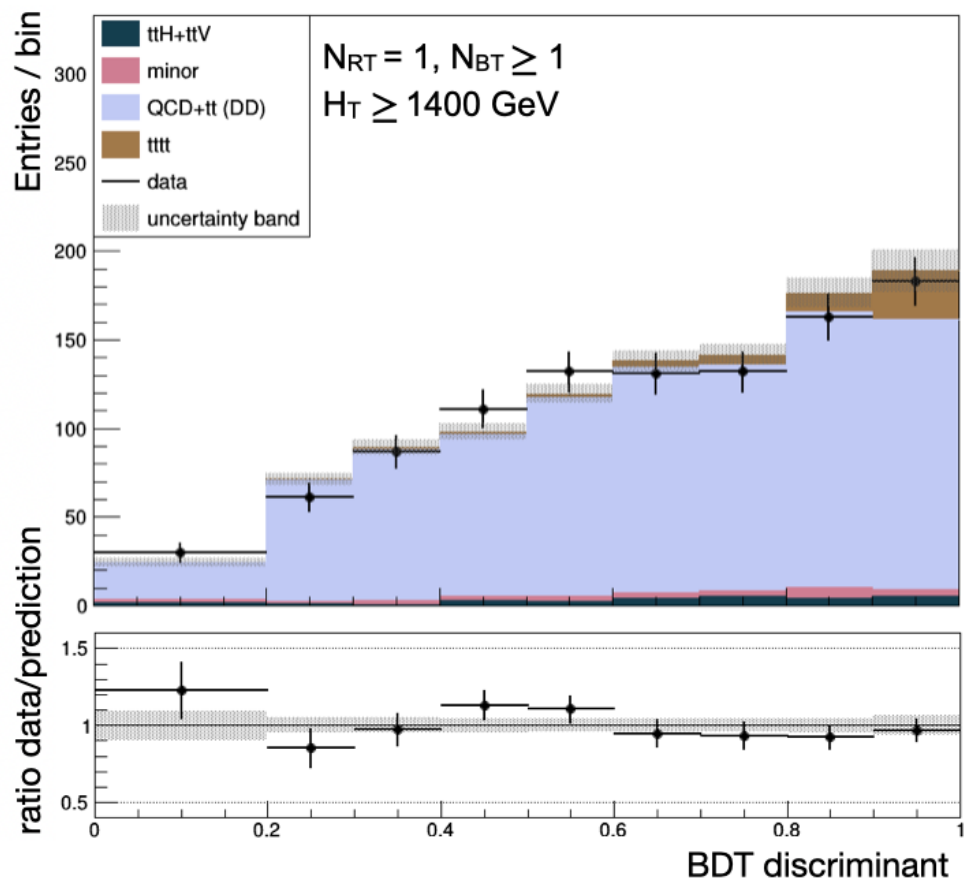 Entries / bin
ttH+ttV
minor
QCD+tt (DD)
tttt
data
uncertainty band
N_RT = 1, N_BT ≥ 1
H_T ≥ 1400 GeV
300
250
200
150
100
50
0
ratio data/prediction
1.5
1
0.5
0 0.2 0.4 0.6 0.8 1
BDT discriminant